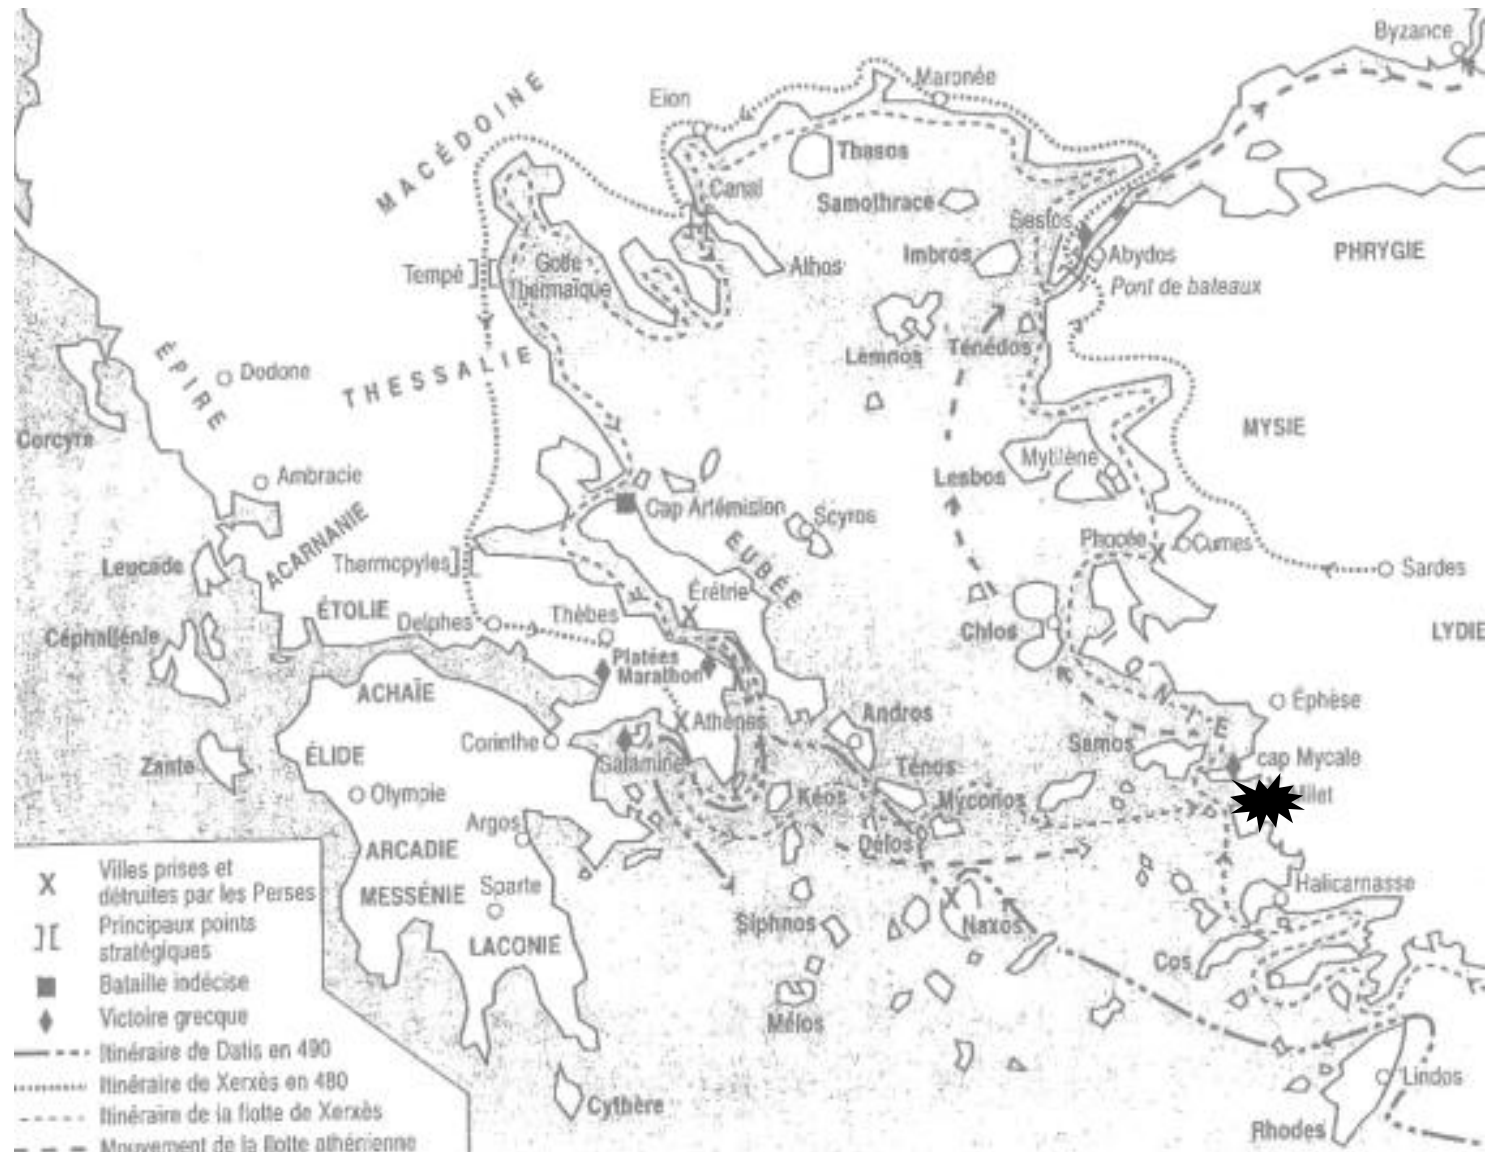 Byzance
Maronée
Eion
MACÉDOINE
Thasos
Canal
Samothrace
Sestos
PHRYGIE
Imbros
Abydos
Athos
Golfe
Thermaïque
Tempé
Pont de bateaux
Lemnos
Ténédos
ÉPIRE
Dodone
THESSALIE
MYSIE
Corcyre
Mytilène
Ambracie
Lesbos
Cap Artémision
Scyros
ACARNANIE
EUBÉE
Phocée
Cumes
Leucade
Thermopyles
Sardes
Érétrie
ÉTOLIE
Delphes
Thèbes
Chios
LYDIE
Céphallénie
Platées
Marathon
ACHAÏE
IONIE
Éphèse
Andros
Athènes
Corinthe
Samos
ÉLIDE
Salamine
cap Mycale
Zante
Ténos
Olympie
Kéos
Myconos
Argos
Délos
ARCADIE
Halicarnasse
MESSÉNIE
Sparte
Siphnos
Naxos
LACONIE
Cos
Mélos
Lindos
Cythère
Rhodes
X Villes prises et
détruites par les Perses
][ Principaux points
stratégiques
Bataille indécise
Victoire grecque
Itinéraire de Datis en 490
Itinéraire de Xerxès en 480
Itinéraire de la flotte de Xerxès
Mouvement de la flotte athénienne